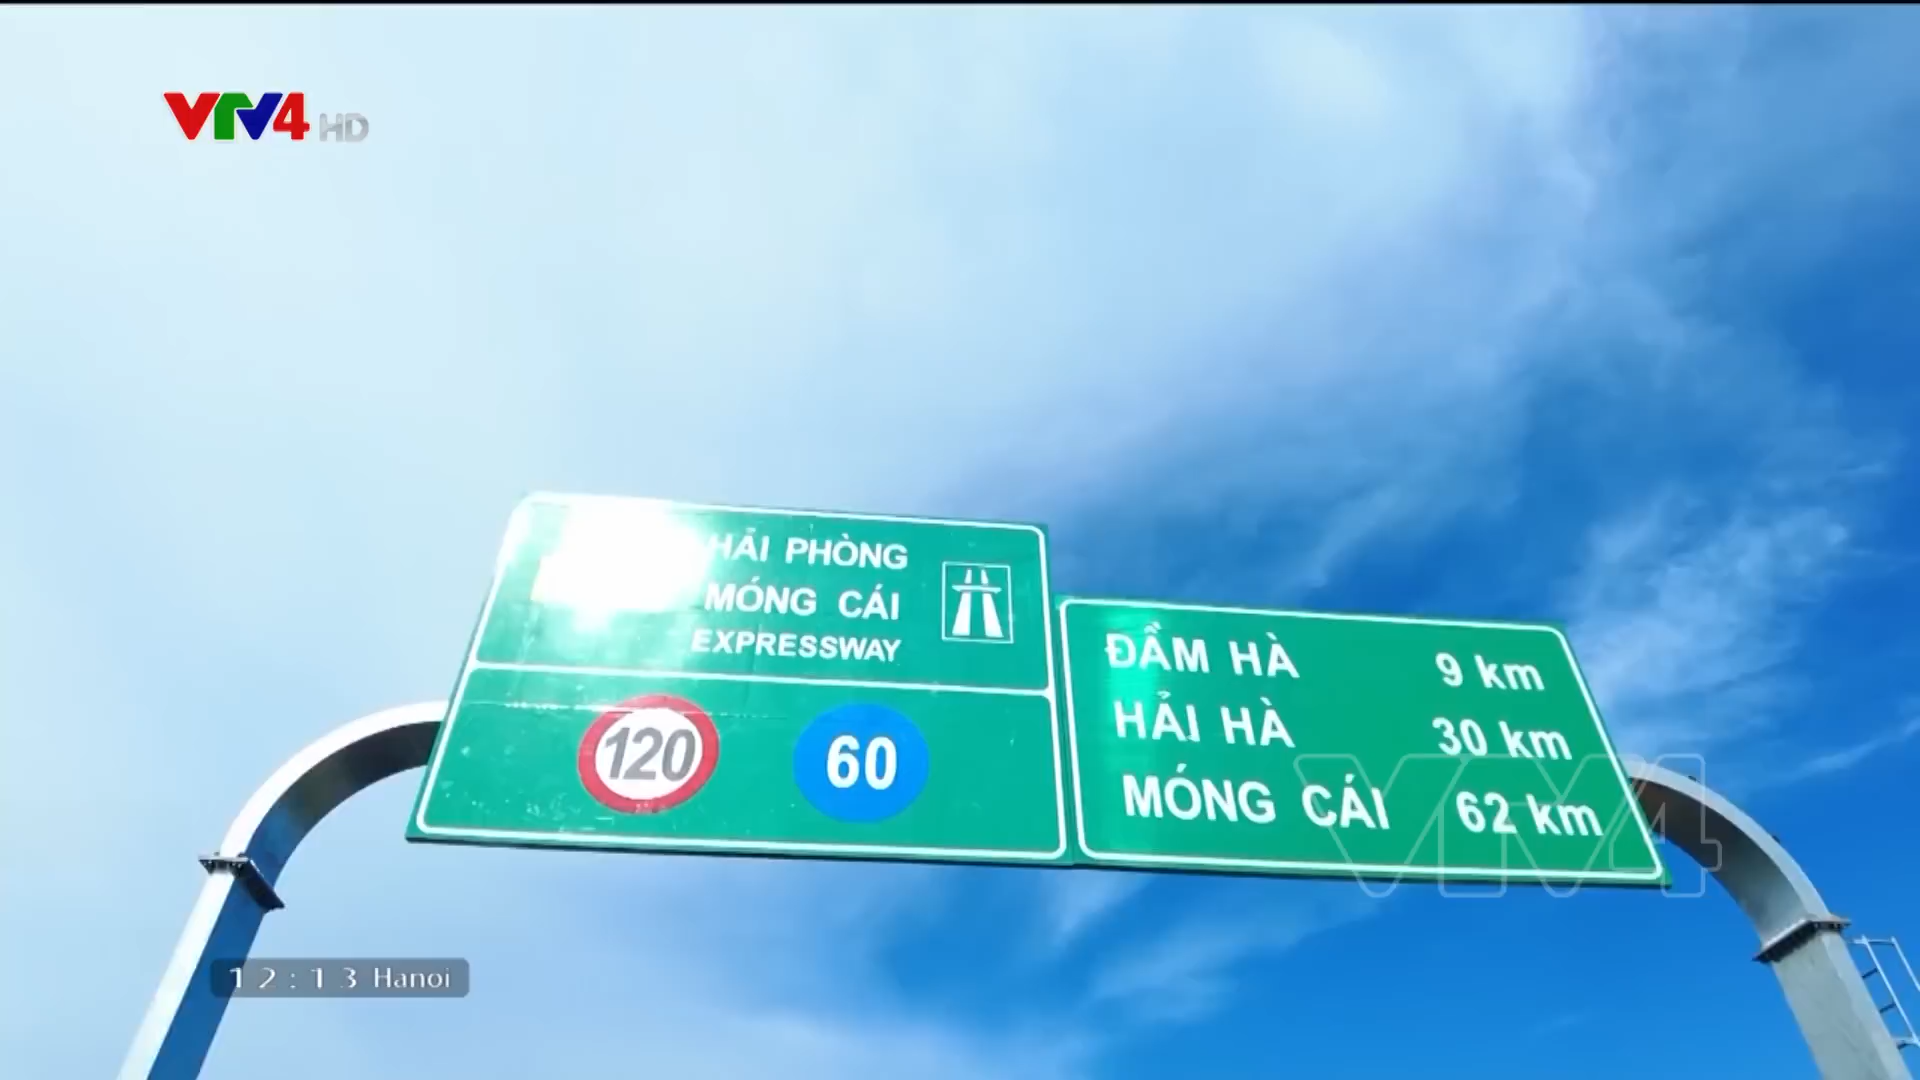 VTV4 HD
HẢI PHÒNG
MÓNG CÁI
EXPRESSWAY
120
60
ĐẦM HÀ 9 km
HẢI HÀ 30 km
MÓNG CÁI 62 km
VTV4
12:13 Hanoi